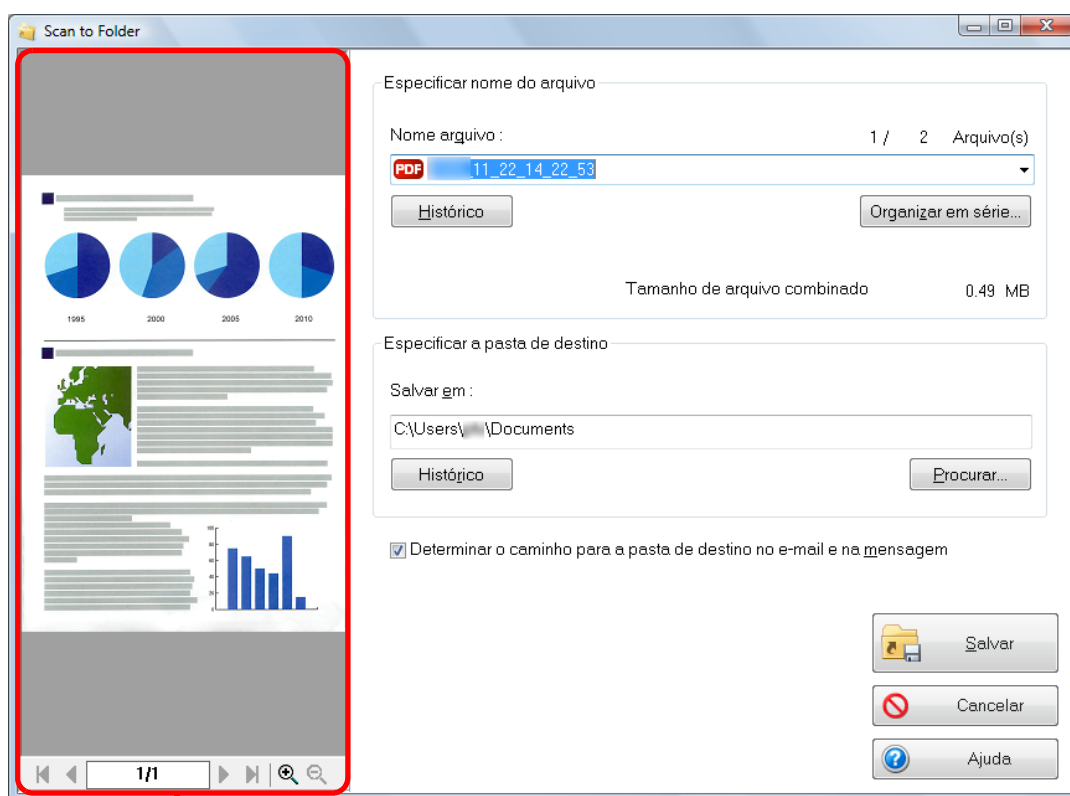 Scan to Folder
Especificar nome do arquivo
Nome arquivo :
1 / 2 Arquivo(s)
PDF _11_22_14_22_53
Histórico
Organizar em série...
Tamanho de arquivo combinado 0.49 MB
Especificar a pasta de destino
Salvar em :
C:\Users\ \Documents
Histórico
Procurar...
Determinar o caminho para a pasta de destino no e-mail e na mensagem
Salvar
Cancelar
Ajuda
1995 2000 2005 2010
1/1